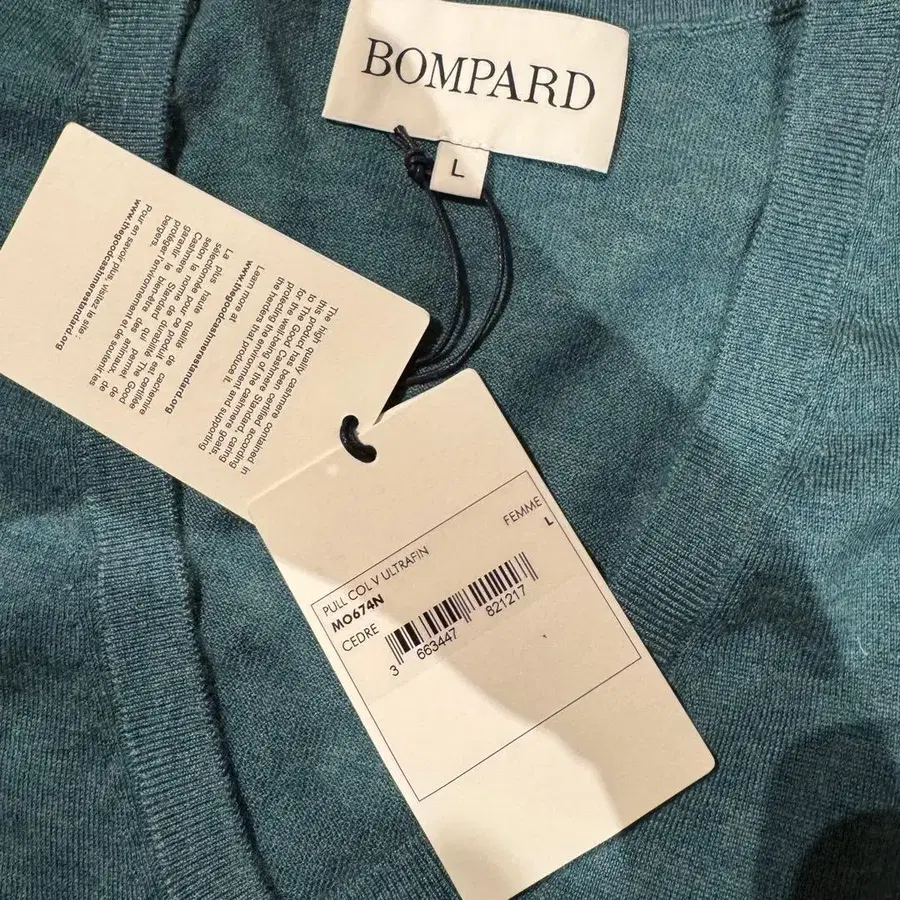 BOMPARD
L
The high quality cashmere contained in
this product has been certified according
to The Good Cashmere Standard, caring
for the well-being of the cashmere goats,
protecting the environment and supporting
the herders that produce it.
Learn more at
www.thegoodcashmerestandard.org
La plus haute qualité de cachemire
sélectionnée pour ce produit est certifiée
selon la norme de durabilité The Good
Cashmere Standard qui permet de
garantir le bien-être des animaux, de
protéger l'environnement et de soutenir les
bergers.
Pour en savoir plus, visitez le site :
www.thegoodcashmerestandard.org
FEMME
L
PULL COL V ULTRAFIN
MO674N
CEDRE
3 663447 821217